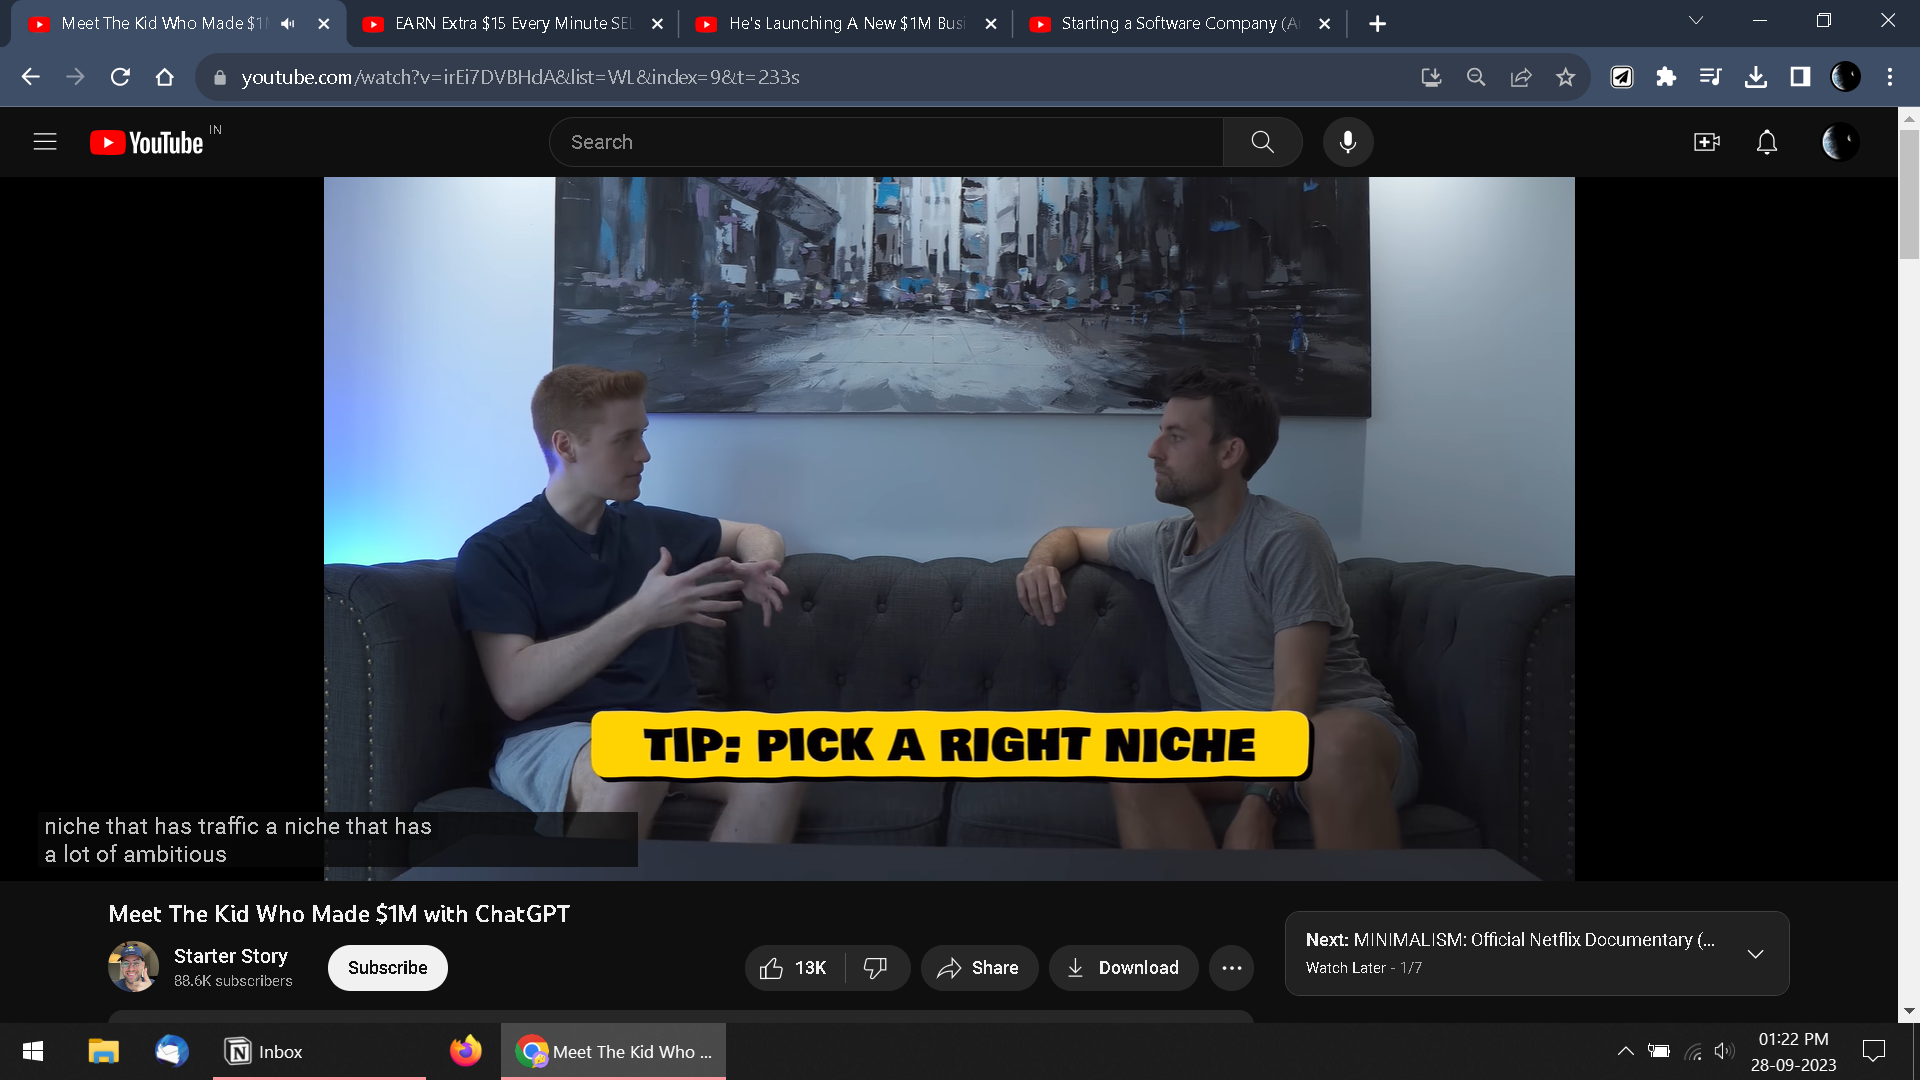 Meet The Kid Who Made $1M
EARN Extra $15 Every Minute SEL
He's Launching A New $1M Busi
Starting a Software Company (A
youtube.com/watch?v=irEi7DVBHdA&list=WL&index=9&t=233s
YouTube IN
Search
TIP: PICK A RIGHT NICHE
niche that has traffic a niche that has
a lot of ambitious
Meet The Kid Who Made $1M with ChatGPT
Starter Story
88.6K subscribers
Subscribe
13K
Share
Download
Next: MINIMALISM: Official Netflix Documentary (...
Watch Later - 1/7
Inbox
Meet The Kid Who ...
01:22 PM
28-09-2023